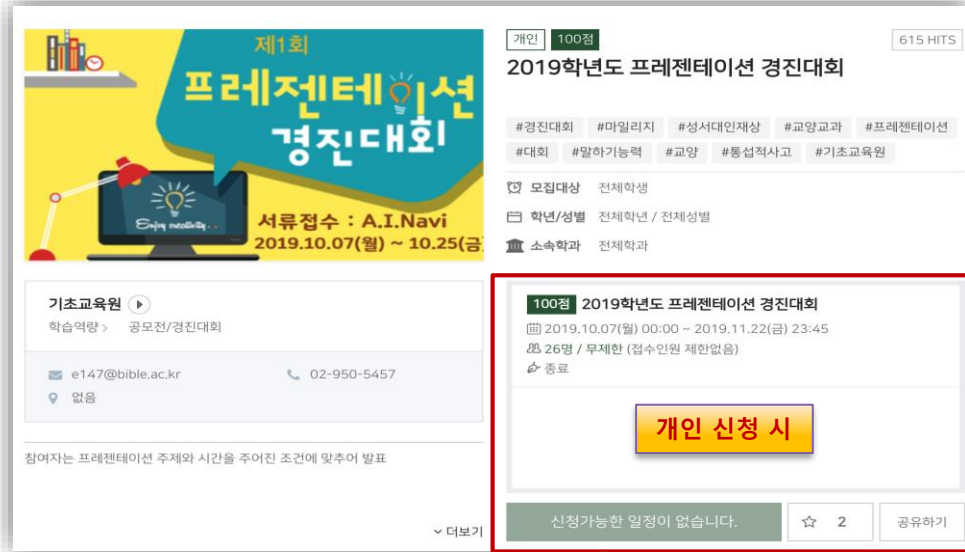 제1회
프레젠테이션
경진대회
Enjoy creativity..
서류접수 : A.I.Navi
2019.10.07(월) ~ 10.25(금)
개인 100점
615 HITS
2019학년도 프레젠테이션 경진대회
#경진대회 #마일리지 #성서대인재상 #교양교과 #프레젠테이션
#대회 #말하기능력 #교양 #통섭적사고 #기초교육원
모집대상 전체학생
학년/성별 전체학년 / 전체성별
소속학과 전체학과
기초교육원
학습역량 > 공모전/경진대회
e147@bible.ac.kr 02-950-5457
없음
참여자는 프레젠테이션 주제와 시간을 주어진 조건에 맞추어 발표
더보기
100점 2019학년도 프레젠테이션 경진대회
2019.10.07(월) 00:00 ~ 2019.11.22(금) 23:45
26명 / 무제한 (접수인원 제한없음)
종료
개인 신청 시
신청가능한 일정이 없습니다. 2 공유하기